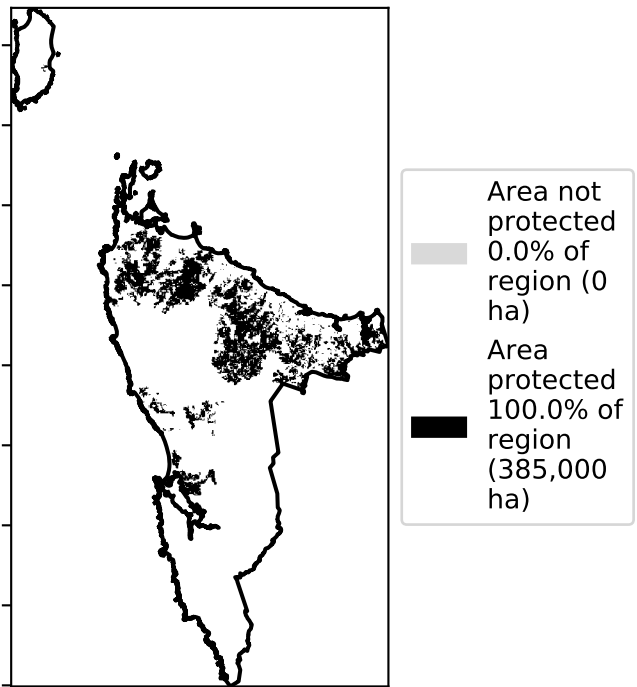 Area not
protected
0.0% of
region (0
ha)
Area
protected
100.0% of
region
(385,000
ha)